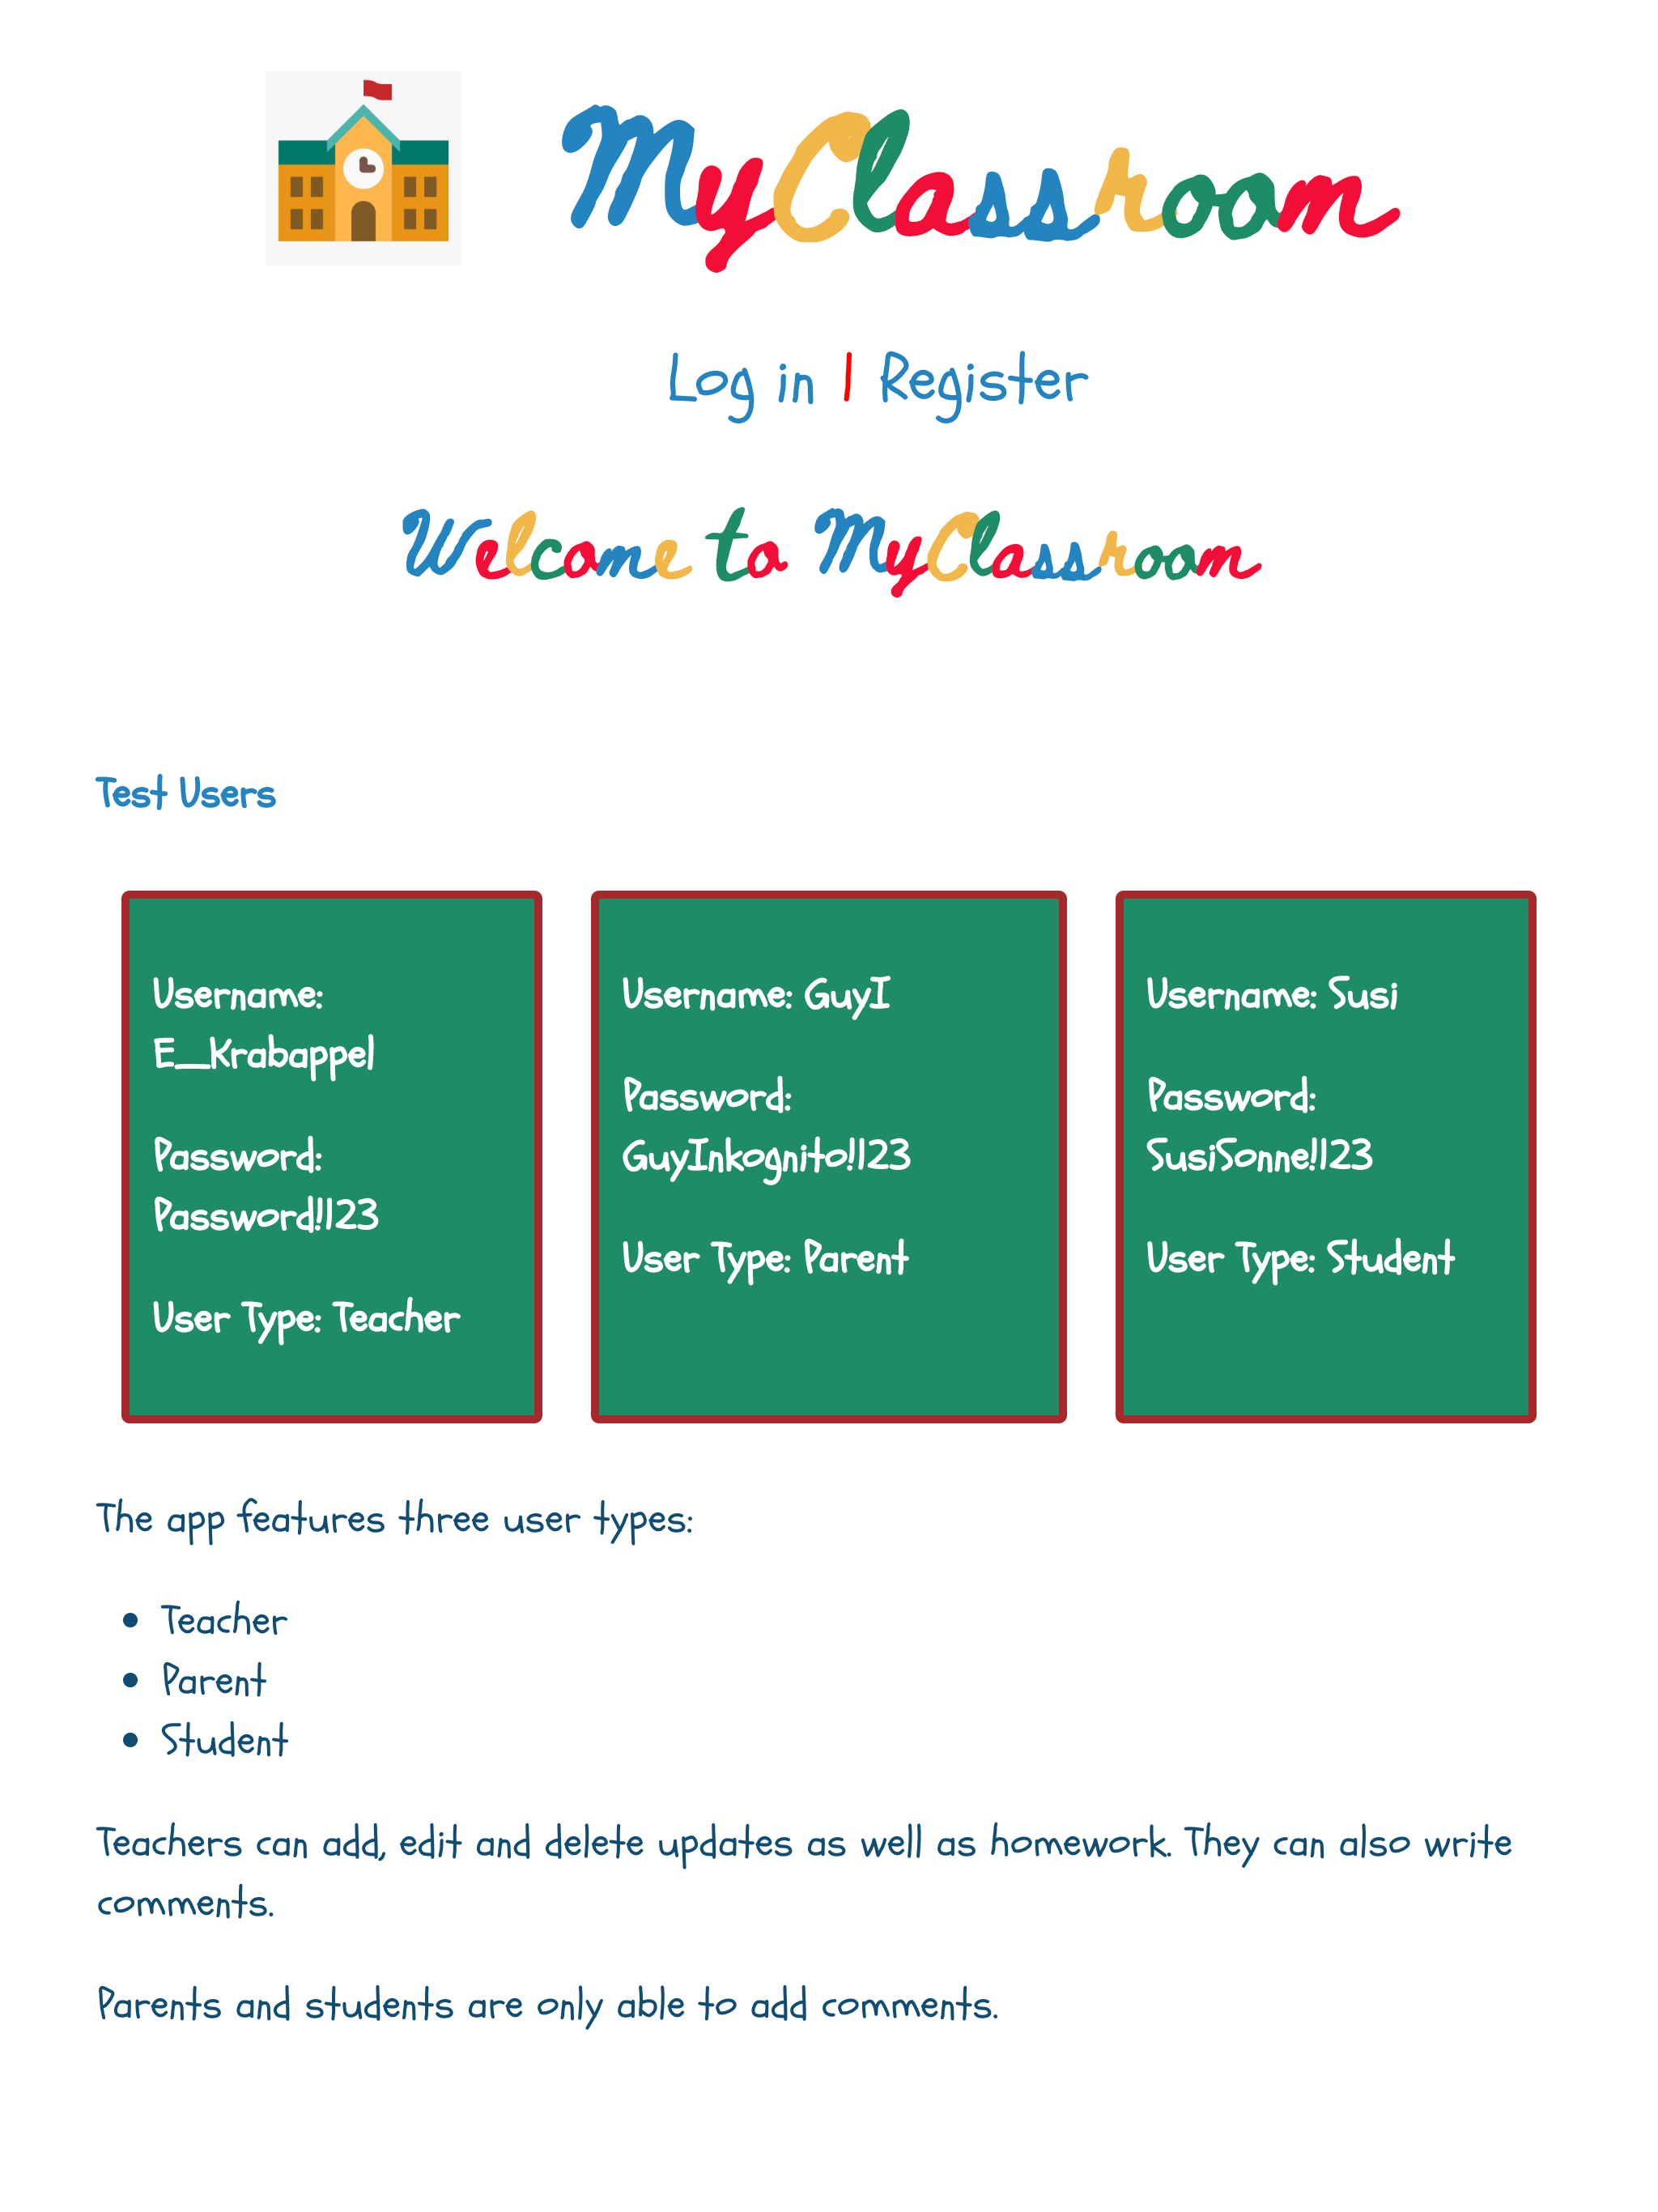 MyClassroom
Log in | Register
Welcome to MyClassroom
Test Users
Username:
E_Krabappel
Password:
Password!123
User Type: Teacher
Username: GuyI
Password:
GuyInkognito!123
User Type: Parent
Username: Susi
Password:
SusiSonne!123
User Type: Student
The app features three user types:
• Teacher
• Parent
• Student
Teachers can add, edit and delete updates as well as homework. They can also write
comments.
Parents and students are only able to add comments.